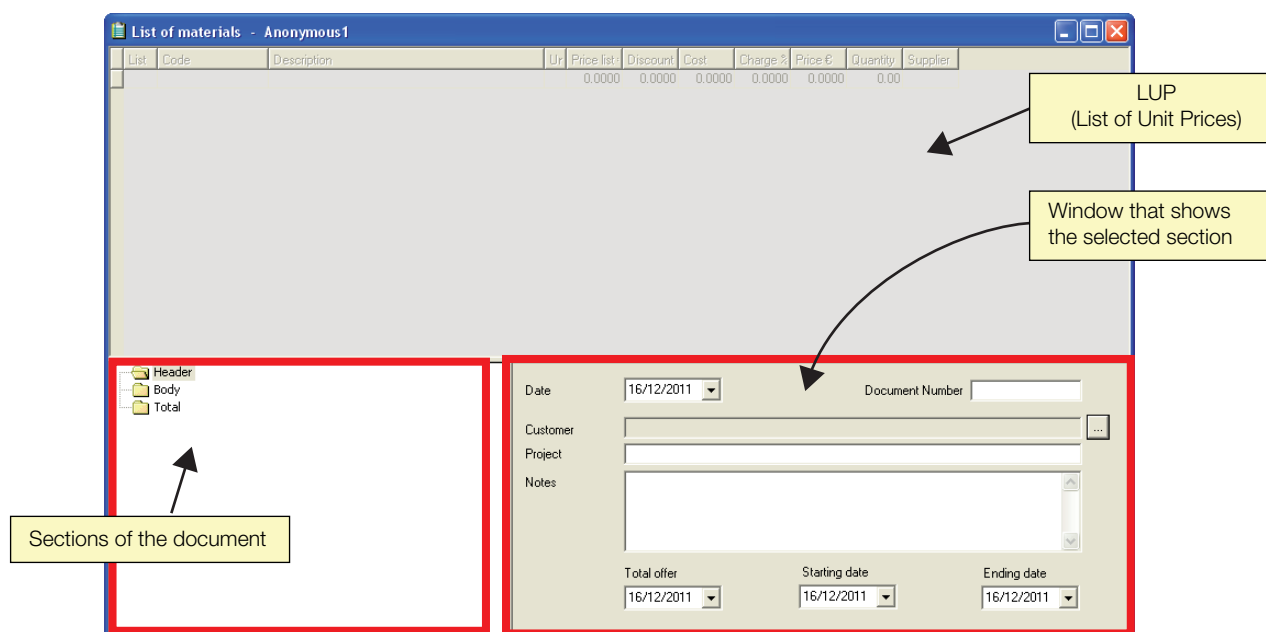 List of materials - Anonymous1
List Code Description Ur Price list Discount Cost Charge % Price € Quantity Supplier
0.0000 0.0000 0.0000 0.0000 0.0000 0.00
LUP
(List of Unit Prices)
Window that shows
the selected section
Header
Body
Total
Sections of the document
Date 16/12/2011 Document Number
Customer ...
Project
Notes
Total offer Starting date Ending date
16/12/2011 16/12/2011 16/12/2011